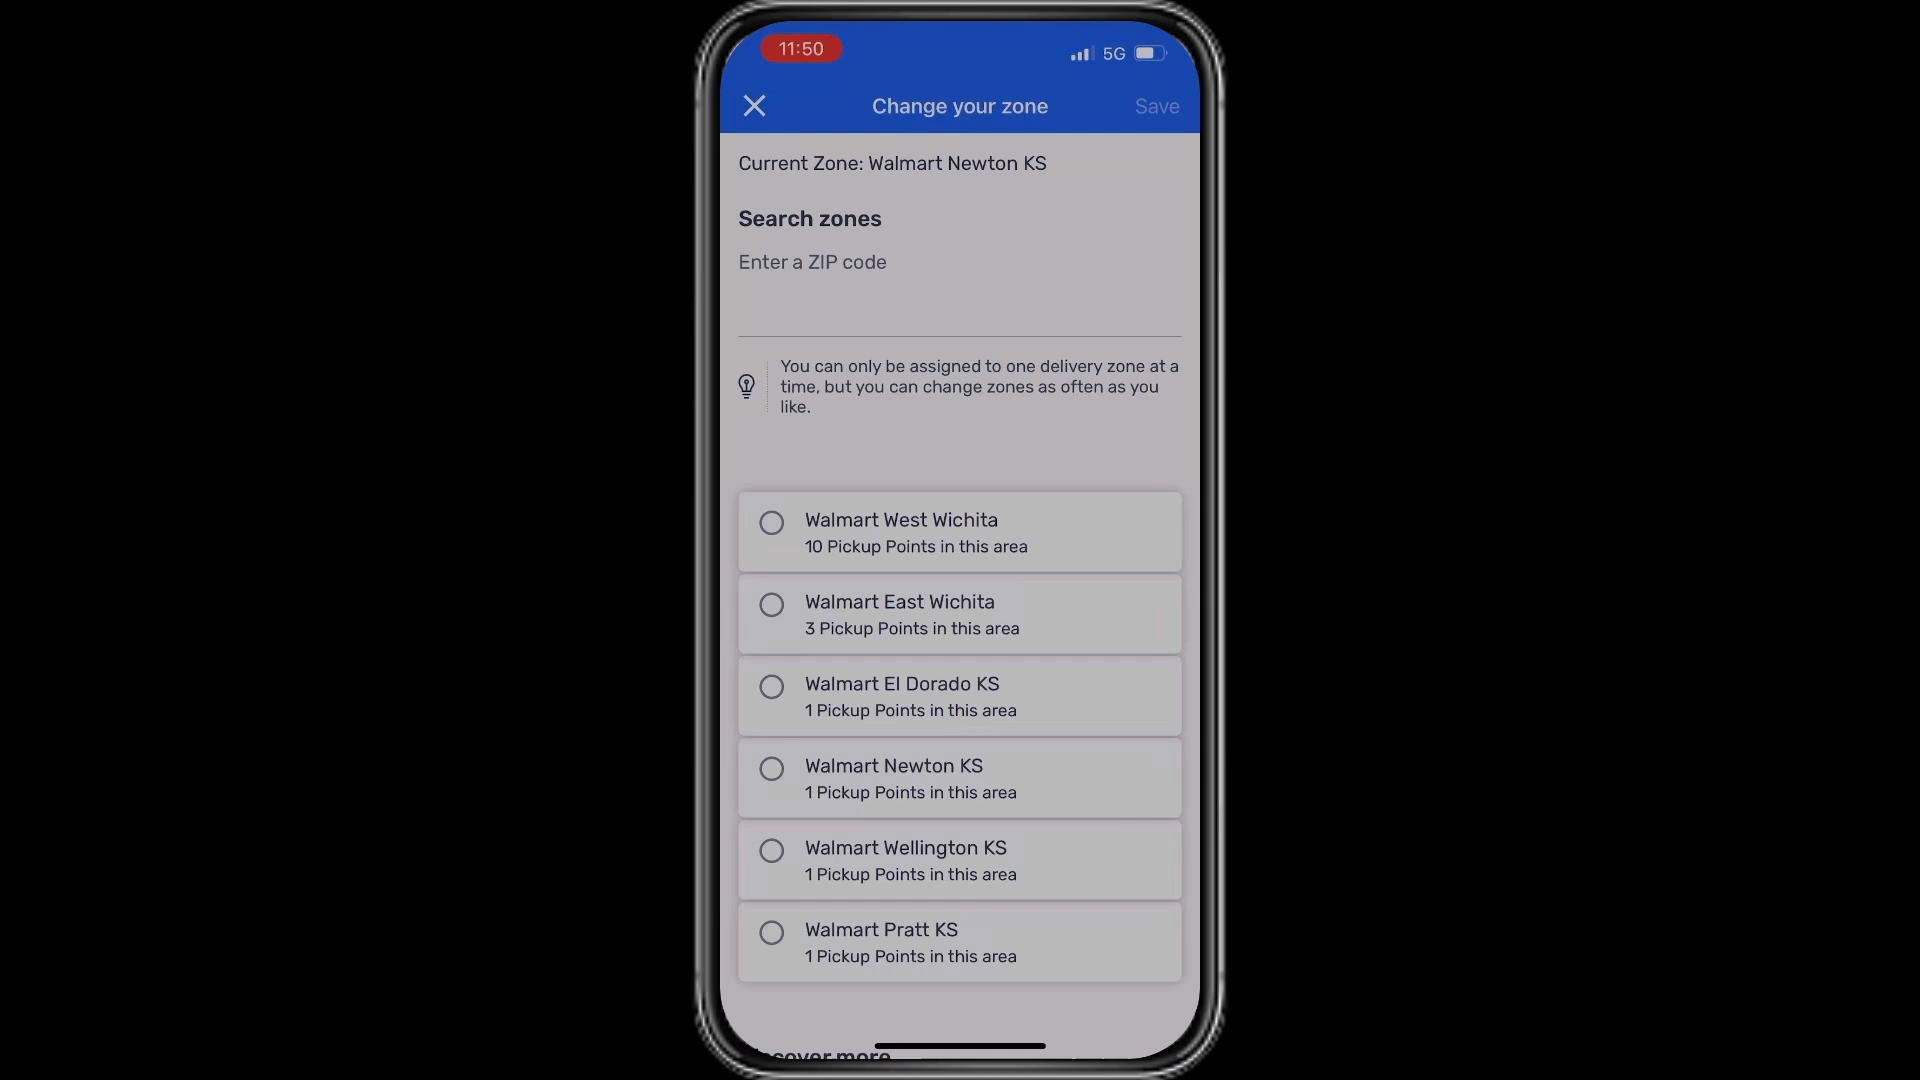 11:50
5G
Change your zone
Save
Current Zone: Walmart Newton KS
Search zones
Enter a ZIP code
You can only be assigned to one delivery zone at a
time, but you can change zones as often as you
like.
Walmart West Wichita
10 Pickup Points in this area
Walmart East Wichita
3 Pickup Points in this area
Walmart El Dorado KS
1 Pickup Points in this area
Walmart Newton KS
1 Pickup Points in this area
Walmart Wellington KS
1 Pickup Points in this area
Walmart Pratt KS
1 Pickup Points in this area
more